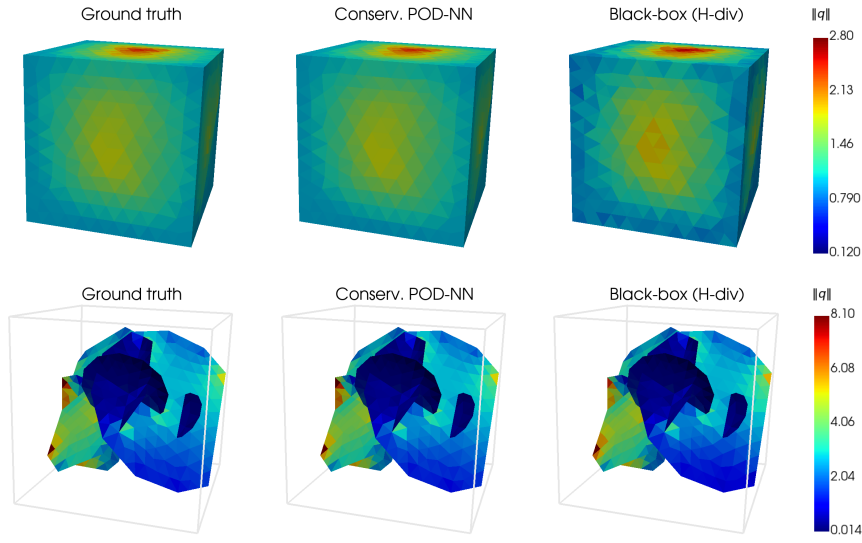 Ground truth
Conserv. POD-NN
Black-box (H-div)
‖q‖
2.80
2.13
1.46
0.790
0.120
Ground truth
Conserv. POD-NN
Black-box (H-div)
‖q‖
8.10
6.08
4.06
2.04
0.014